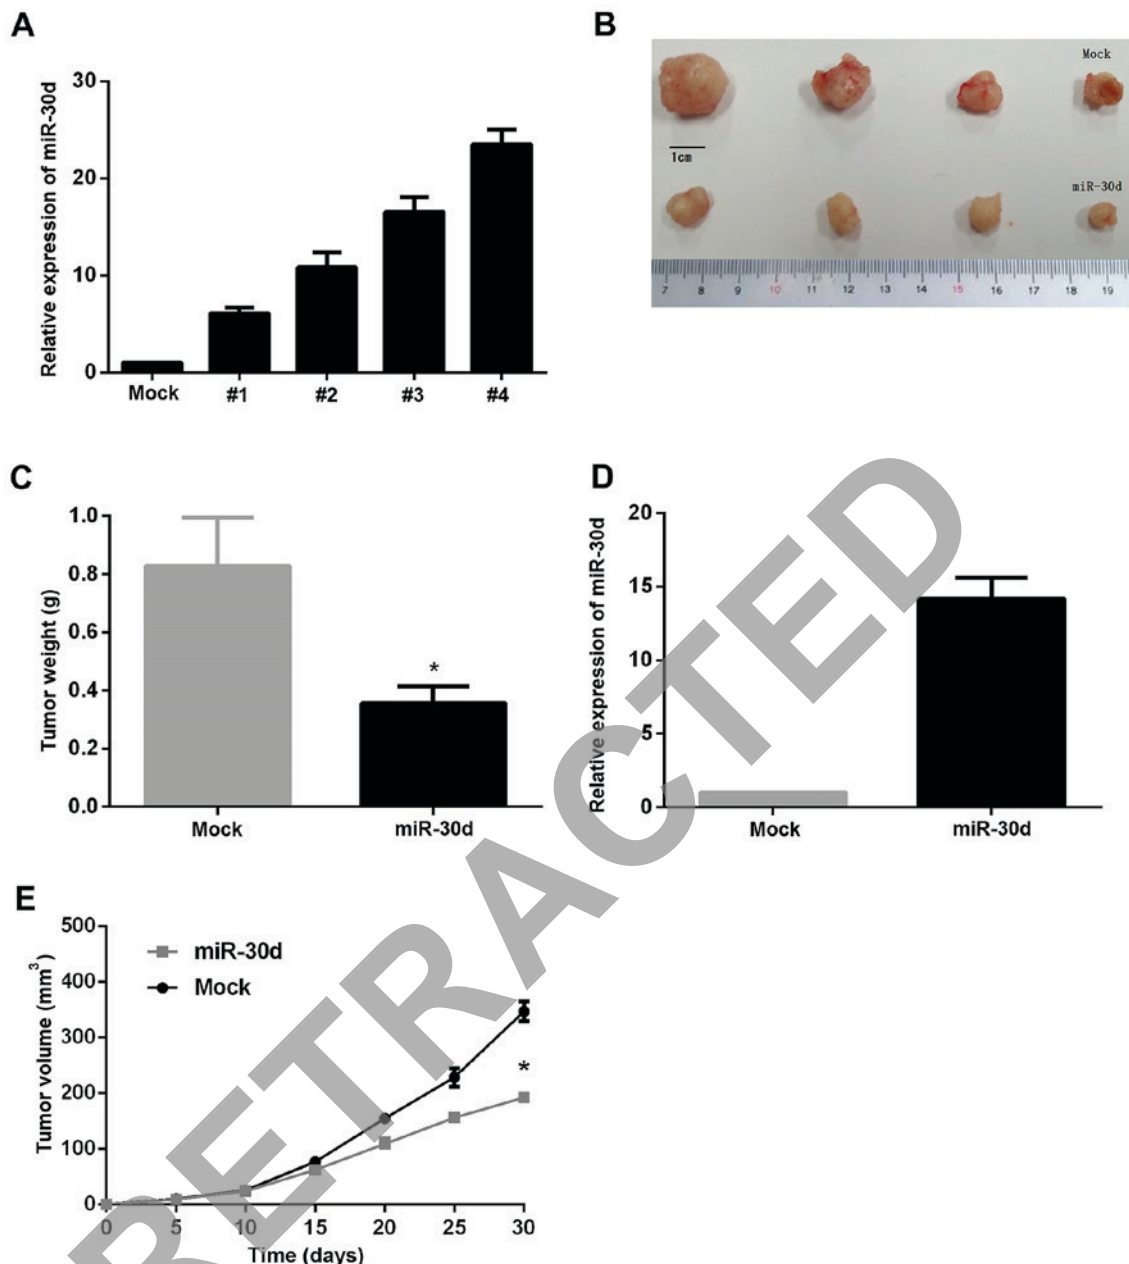 A
Relative expression of miR-30d
30
20
10
0
Mock #1 #2 #3 #4
B
Mock
1cm
miR-30d
7 8 9 10 11 12 13 14 15 16 17 18 19
C
Tumor weight (g)
1.0
0.8
0.6
0.4
0.2
0.0
*
Mock miR-30d
D
Relative expression of miR-30d
20
15
10
5
0
Mock miR-30d
E
Tumor volume (mm³)
500
400
300
200
100
0
miR-30d
Mock
*
0 5 10 15 20 25 30
Time (days)
RETRACTED